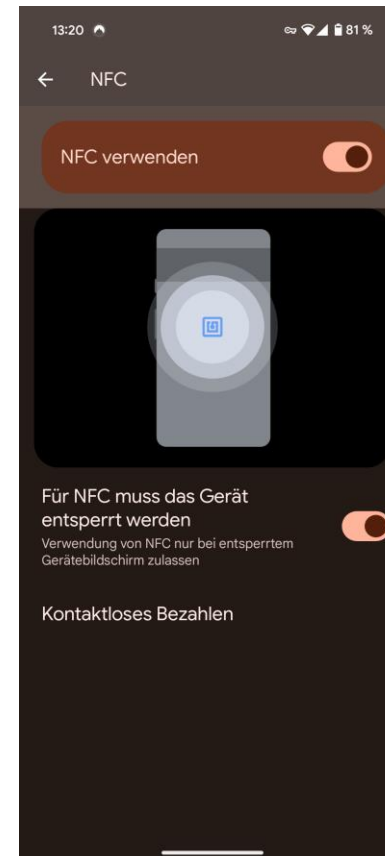 13:20 81 %
NFC
NFC verwenden
Für NFC muss das Gerät
entsperrt werden
Verwendung von NFC nur bei entsperrtem
Gerätebildschirm zulassen
Kontaktloses Bezahlen